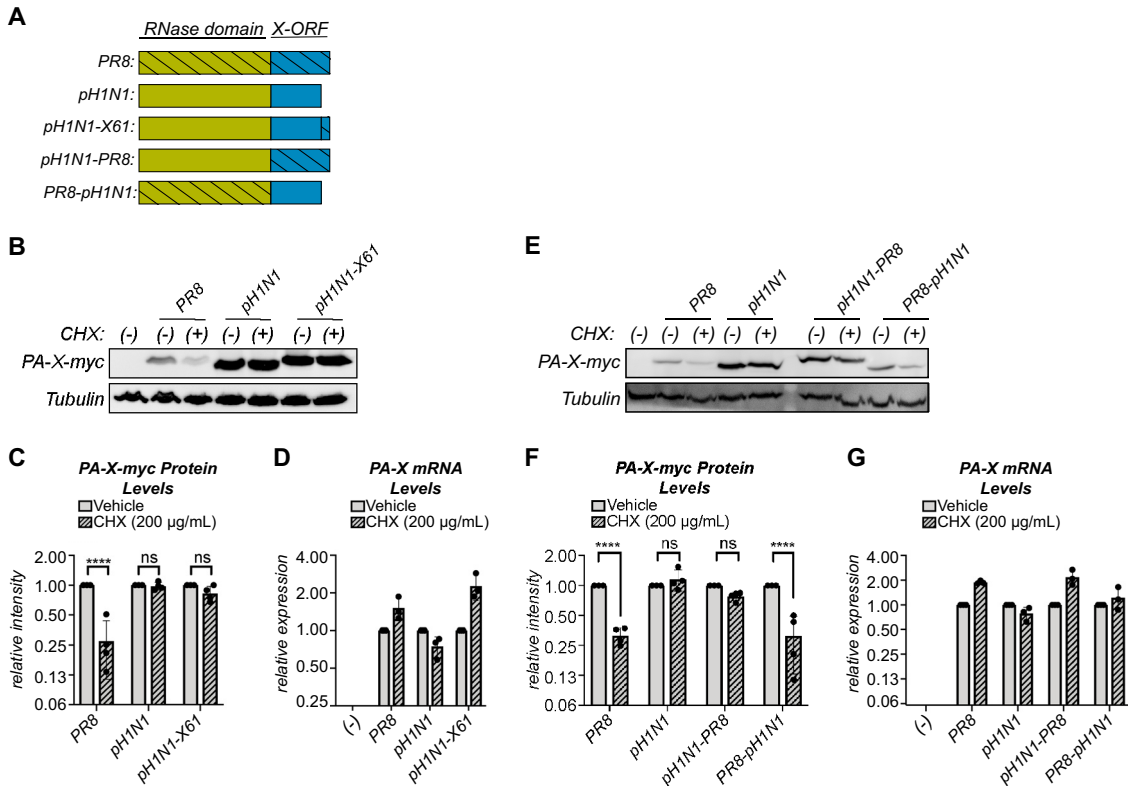 A
RNase domain X-ORF
PR8:
pH1N1:
pH1N1-X61:
pH1N1-PR8:
PR8-pH1N1:
B
PR8
pH1N1
pH1N1-X61
CHX: (-) (-) (+) (-) (+) (-) (+)
PA-X-myc
Tubulin
E
PR8
pH1N1
pH1N1-PR8
PR8-pH1N1
CHX: (-) (-) (+) (-) (+) (-) (+) (-) (+)
PA-X-myc
Tubulin
C
PA-X-myc Protein
Levels
Vehicle
CHX (200 µg/mL)
relative intensity
2.00
1.00
0.50
0.25
0.13
0.06
**** ns ns
PR8
pH1N1
pH1N1-X61
D
PA-X mRNA
Levels
Vehicle
CHX (200 µg/mL)
relative expression
4.00
2.00
1.00
0.50
0.25
(-)
PR8
pH1N1
pH1N1-X61
F
PA-X-myc Protein
Levels
Vehicle
CHX (200 µg/mL)
relative intensity
2.00
1.00
0.50
0.25
0.13
0.06
**** ns ns ****
PR8
pH1N1
pH1N1-PR8
PR8-pH1N1
G
PA-X mRNA
Levels
Vehicle
CHX (200 µg/mL)
relative expression
4.00
2.00
1.00
0.50
0.25
0.13
0.06
(-)
PR8
pH1N1
pH1N1-PR8
PR8-pH1N1